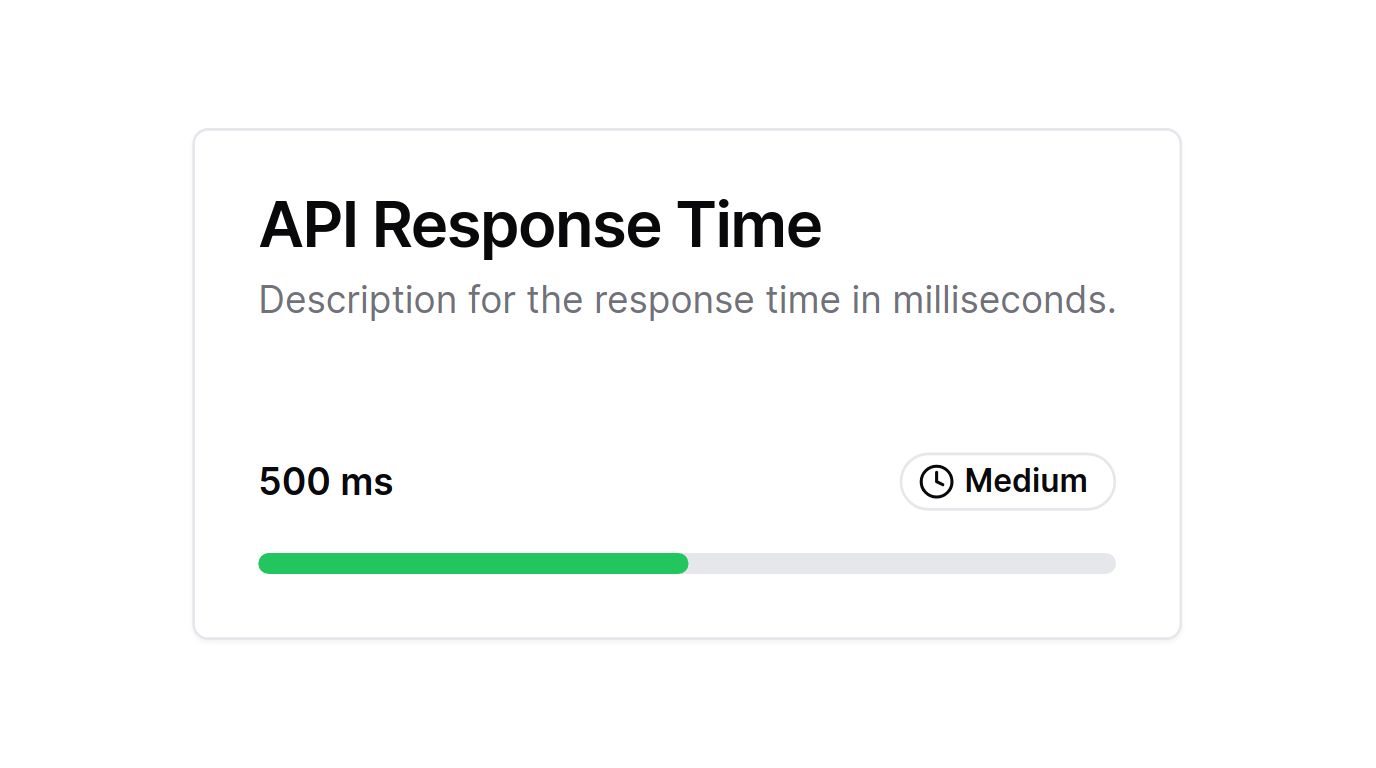 API Response Time
Description for the response time in milliseconds.
500 ms
Medium